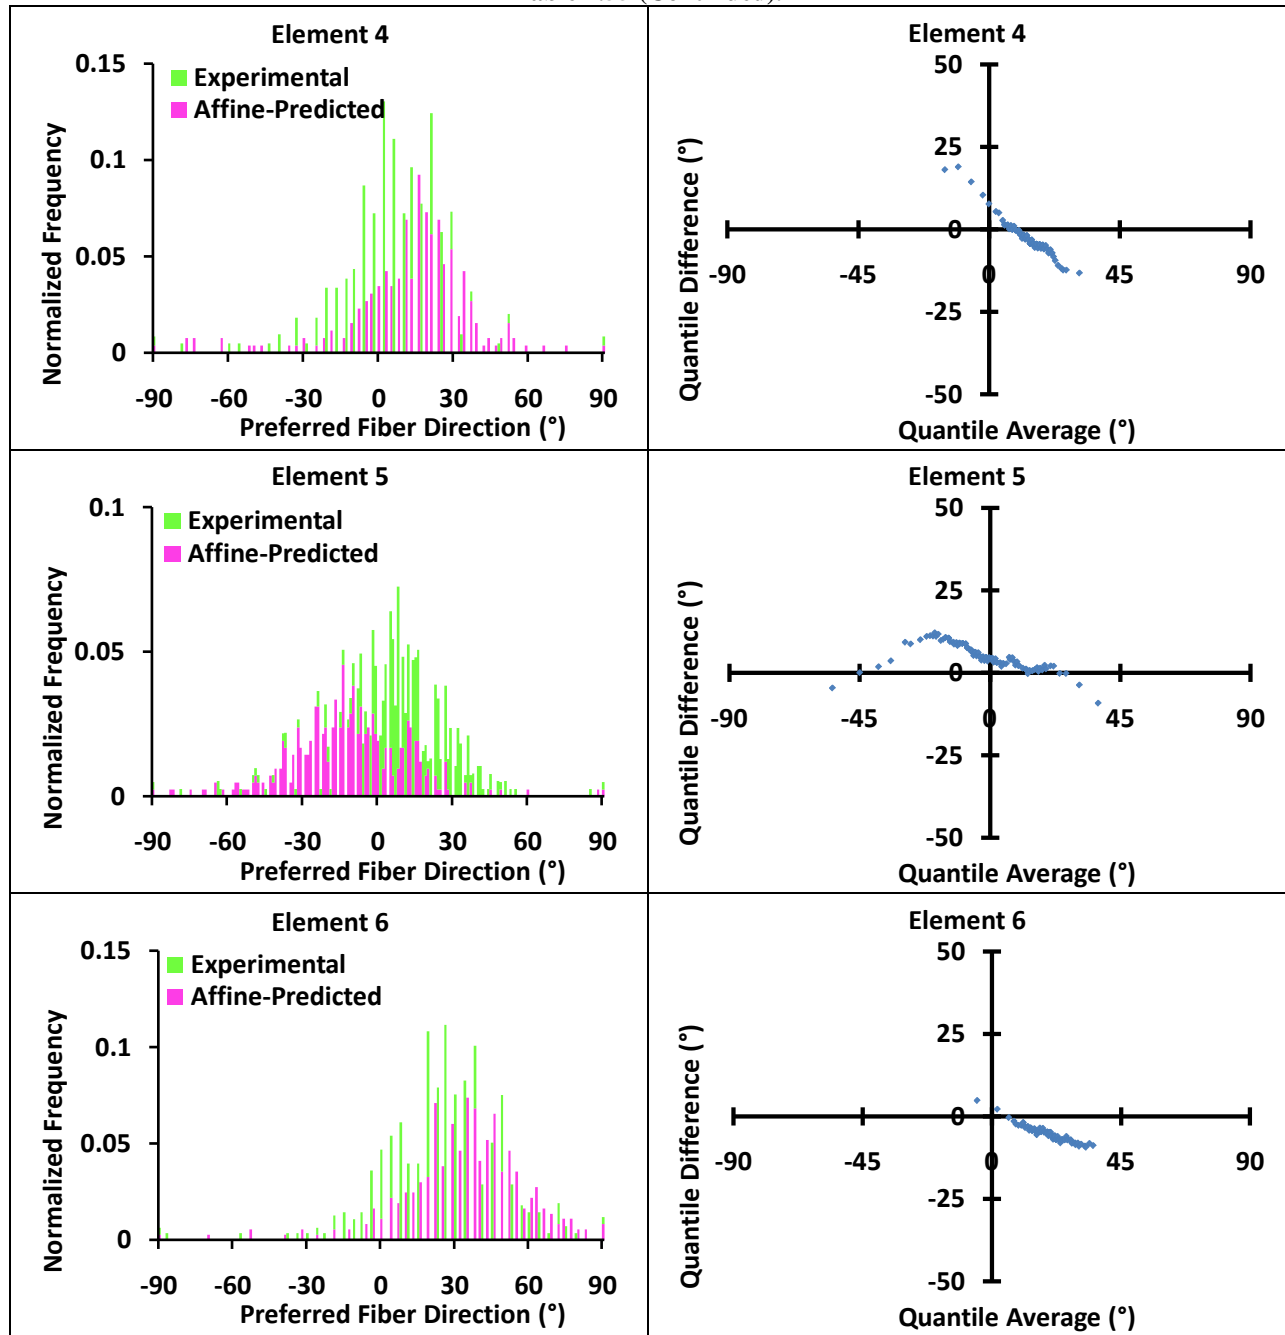 Element 4
0.15
Experimental
Affine-Predicted
0.1
0.05
0
Normalized Frequency
-90 -60 -30 0 30 60 90
Preferred Fiber Direction (°)
Element 4
50
25
0
-25
-50
Quantile Difference (°)
-90 -45 0 45 90
Quantile Average (°)
Element 5
0.1
Experimental
Affine-Predicted
0.05
0
Normalized Frequency
-90 -60 -30 0 30 60 90
Preferred Fiber Direction (°)
Element 5
50
25
0
-25
-50
Quantile Difference (°)
-90 -45 0 45 90
Quantile Average (°)
Element 6
0.15
Experimental
Affine-Predicted
0.1
0.05
0
Normalized Frequency
-90 -60 -30 0 30 60 90
Preferred Fiber Direction (°)
Element 6
50
25
0
-25
-50
Quantile Difference (°)
-90 -45 0 45 90
Quantile Average (°)